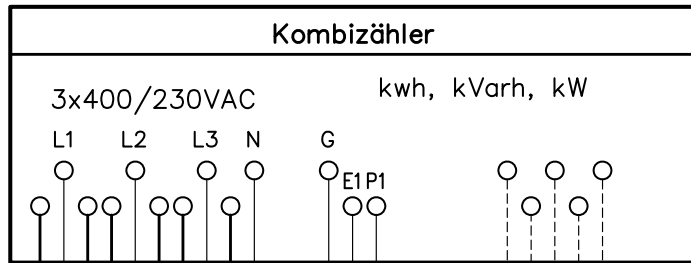 Kombizähler
3x400/230VAC
kwh, kVarh, kW
L1 L2 L3 N G
E1 P1